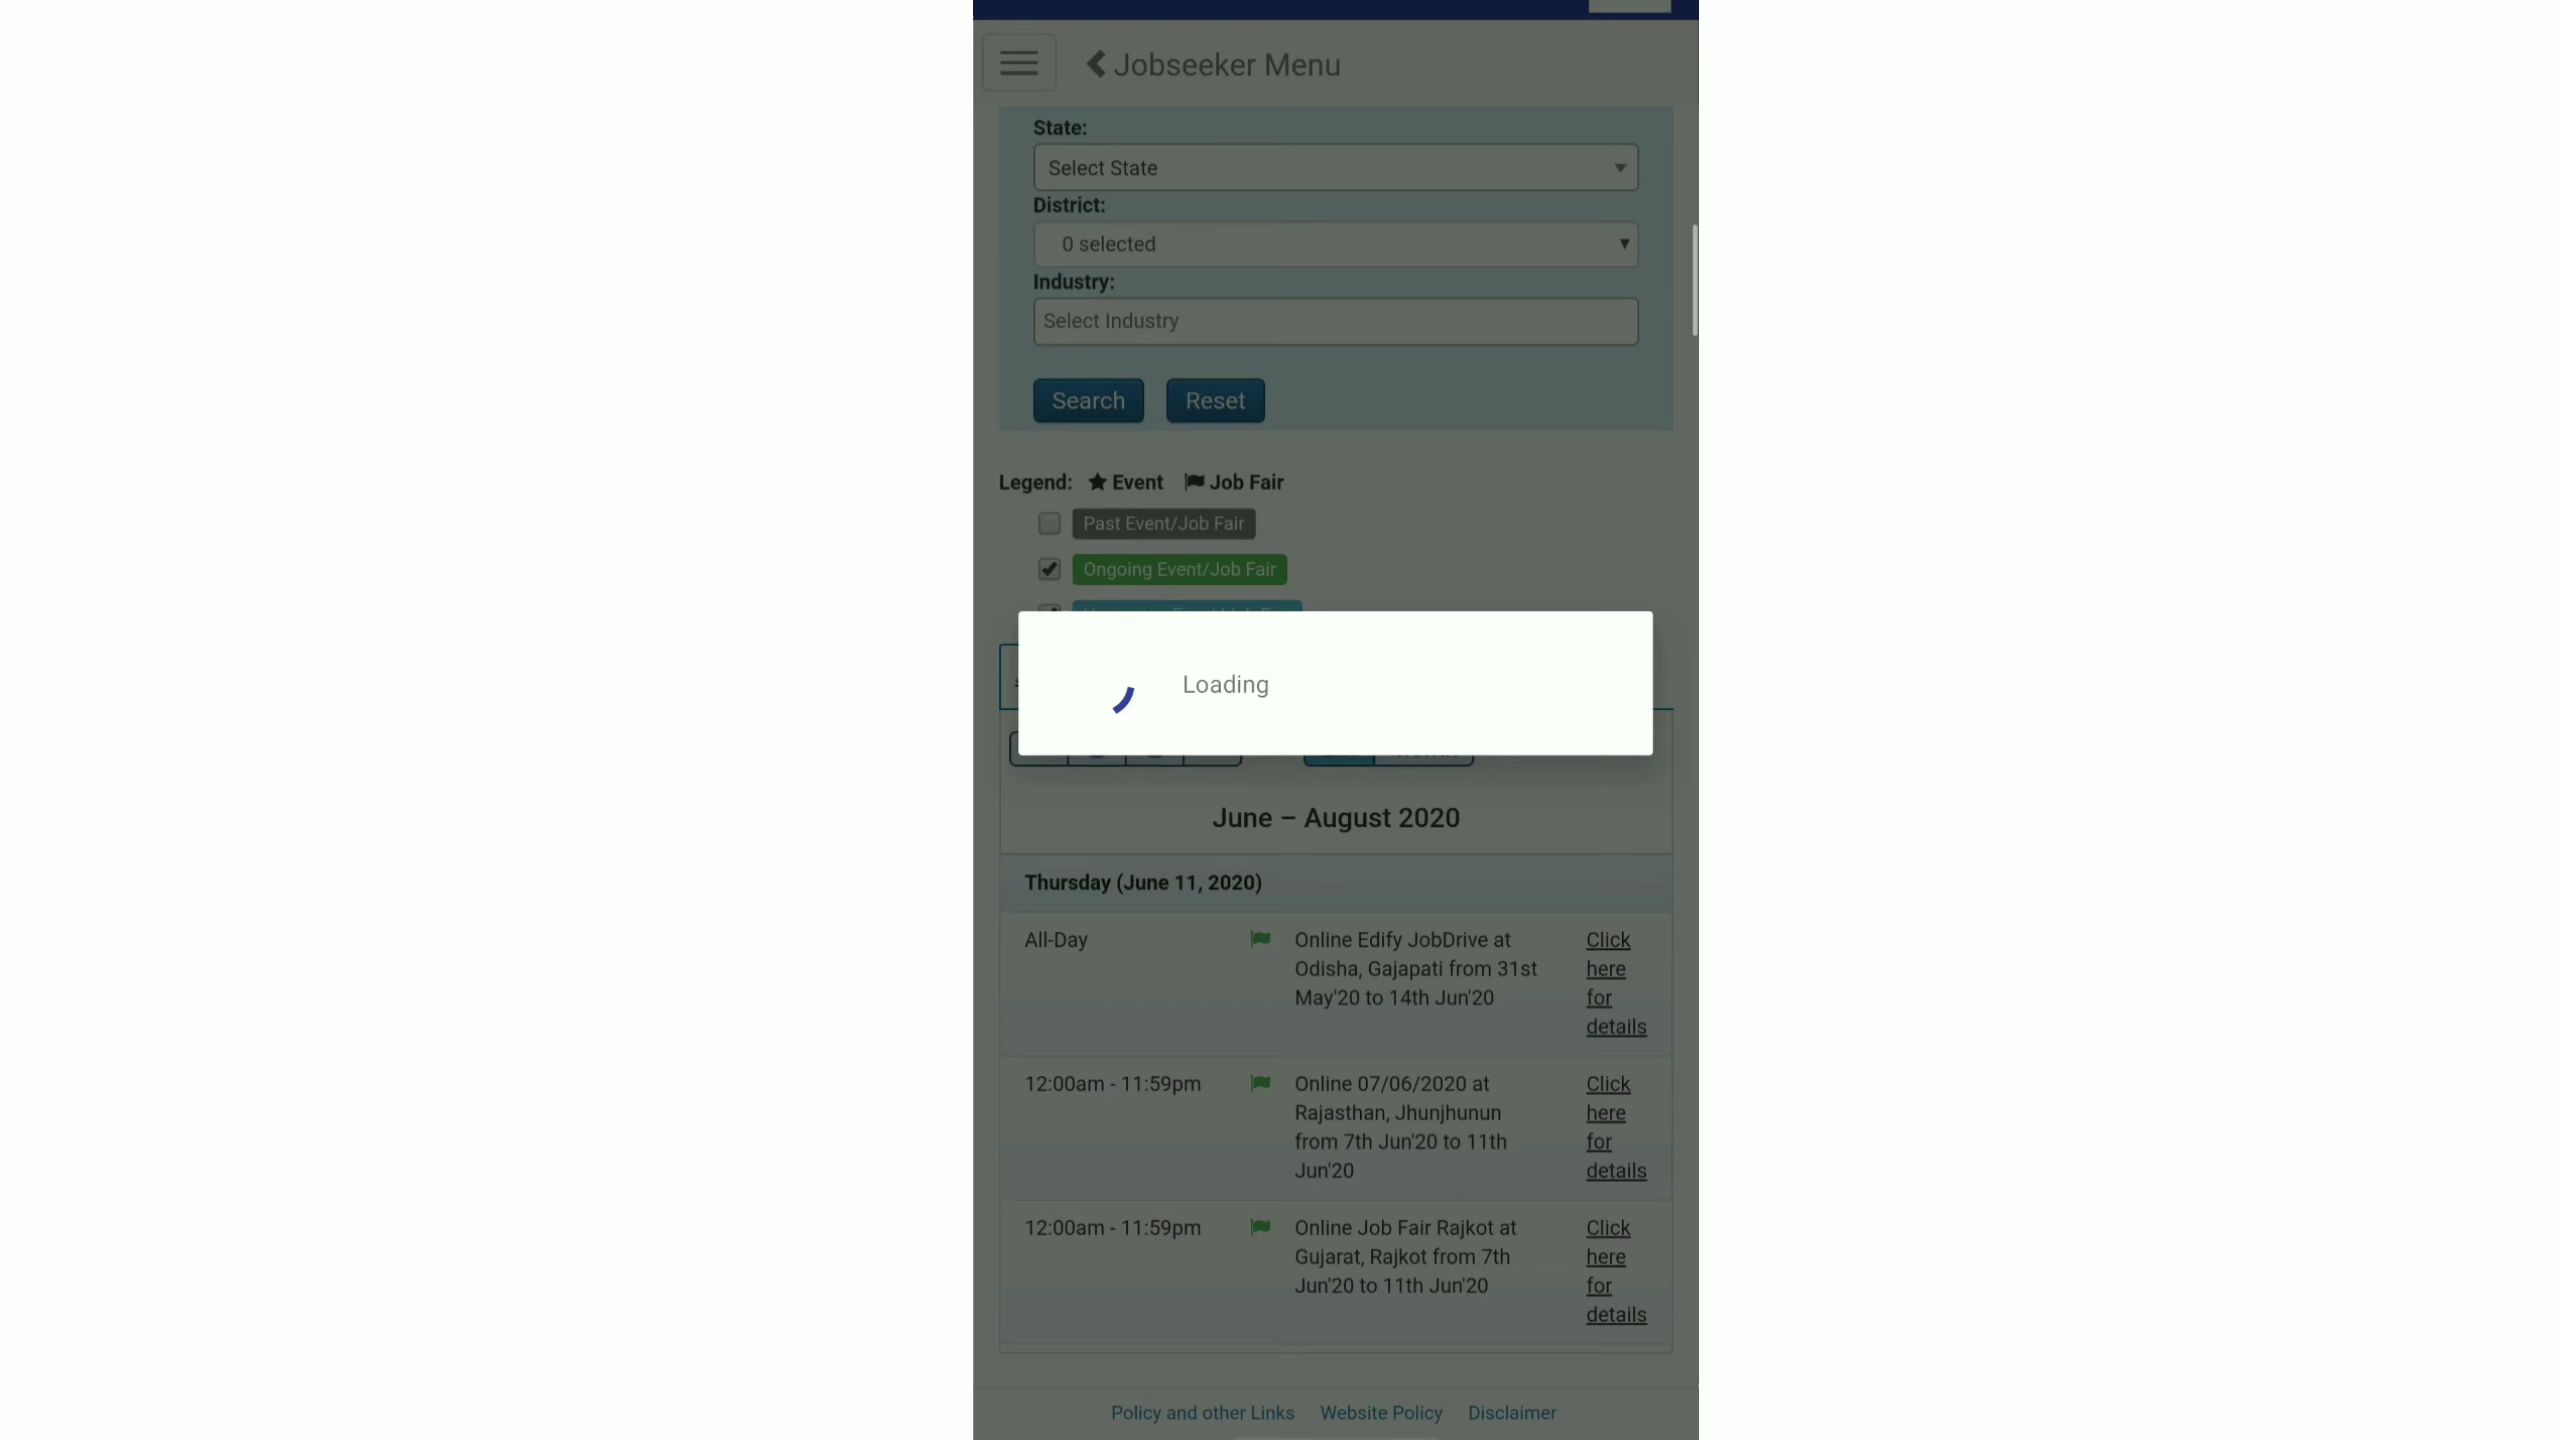 Jobseeker Menu
State:
Select State
District:
0 selected
Industry:
Select Industry
Search Reset
Legend: Event Job Fair
Past Event/Job Fair
Ongoing Event/Job Fair
Loading
June – August 2020
Thursday (June 11, 2020)
All-Day Online Edify JobDrive at Click
Odisha, Gajapati from 31st here
May'20 to 14th Jun'20 for
details
12:00am - 11:59pm Online 07/06/2020 at Click
Rajasthan, Jhunjhunun here
from 7th Jun'20 to 11th for
Jun'20 details
12:00am - 11:59pm Online Job Fair Rajkot at Click
Gujarat, Rajkot from 7th here
Jun'20 to 11th Jun'20 for
details
Policy and other Links Website Policy Disclaimer